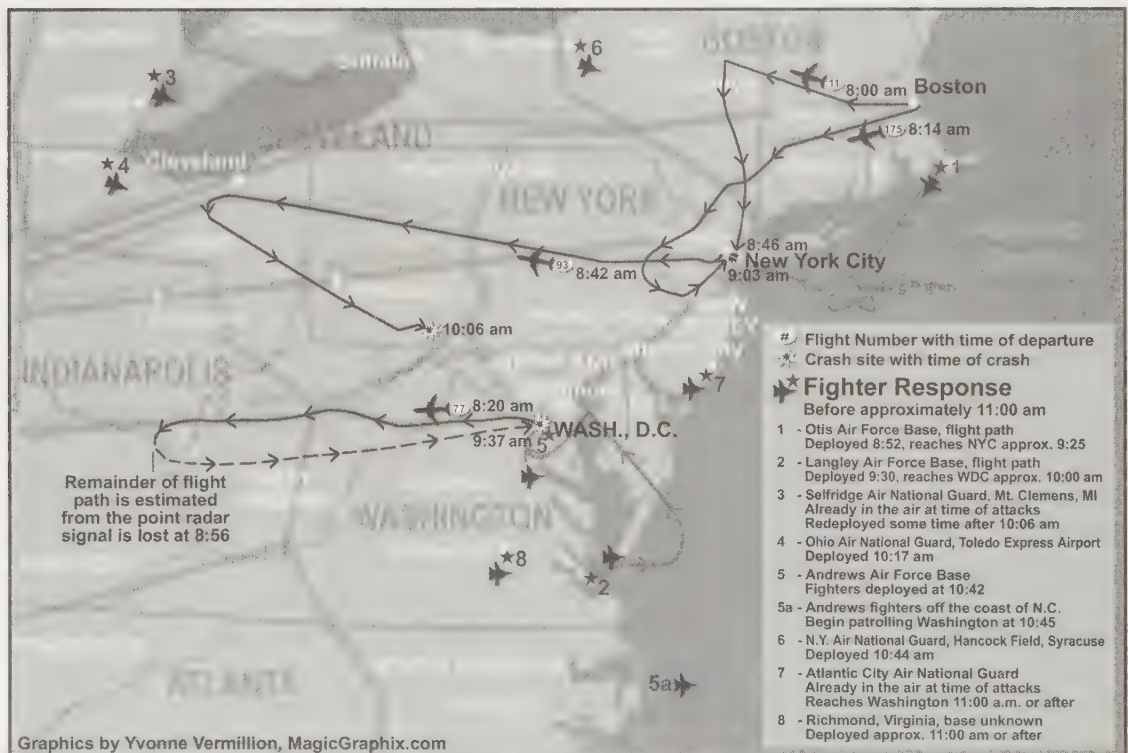 6
BOSTON
3
11
8:00 am
Boston
Buffalo
175
8:14 am
CLEVELAND
4
Cleveland
1
NEW YORK
8:46 am
New York City
93
8:42 am
9:03 am
10:06 am
INDIANAPOLIS
7
77
8:20 am
9:37 am
5
WASH., D.C.
Remainder of flight
path is estimated
from the point radar
signal is lost at 8:56
WASHINGTON
8
2
ATLANTA
5a
# Flight Number with time of departure
Crash site with time of crash
Fighter Response
Before approximately 11:00 am
1 - Otis Air Force Base, flight path
Deployed 8:52, reaches NYC approx. 9:25
2 - Langley Air Force Base, flight path
Deployed 9:30, reaches WDC approx. 10:00 am
3 - Selfridge Air National Guard, Mt. Clemens, MI
Already in the air at time of attacks
Redeployed some time after 10:06 am
4 - Ohio Air National Guard, Toledo Express Airport
Deployed 10:17 am
5 - Andrews Air Force Base
Fighters deployed at 10:42
5a - Andrews fighters off the coast of N.C.
Begin patrolling Washington at 10:45
6 - N.Y. Air National Guard, Hancock Field, Syracuse
Deployed 10:44 am
7 - Atlantic City Air National Guard
Already in the air at time of attacks
Reaches Washington 11:00 a.m. or after
8 - Richmond, Virginia, base unknown
Deployed approx. 11:00 am or after
Graphics by Yvonne Vermillion, MagicGraphix.com